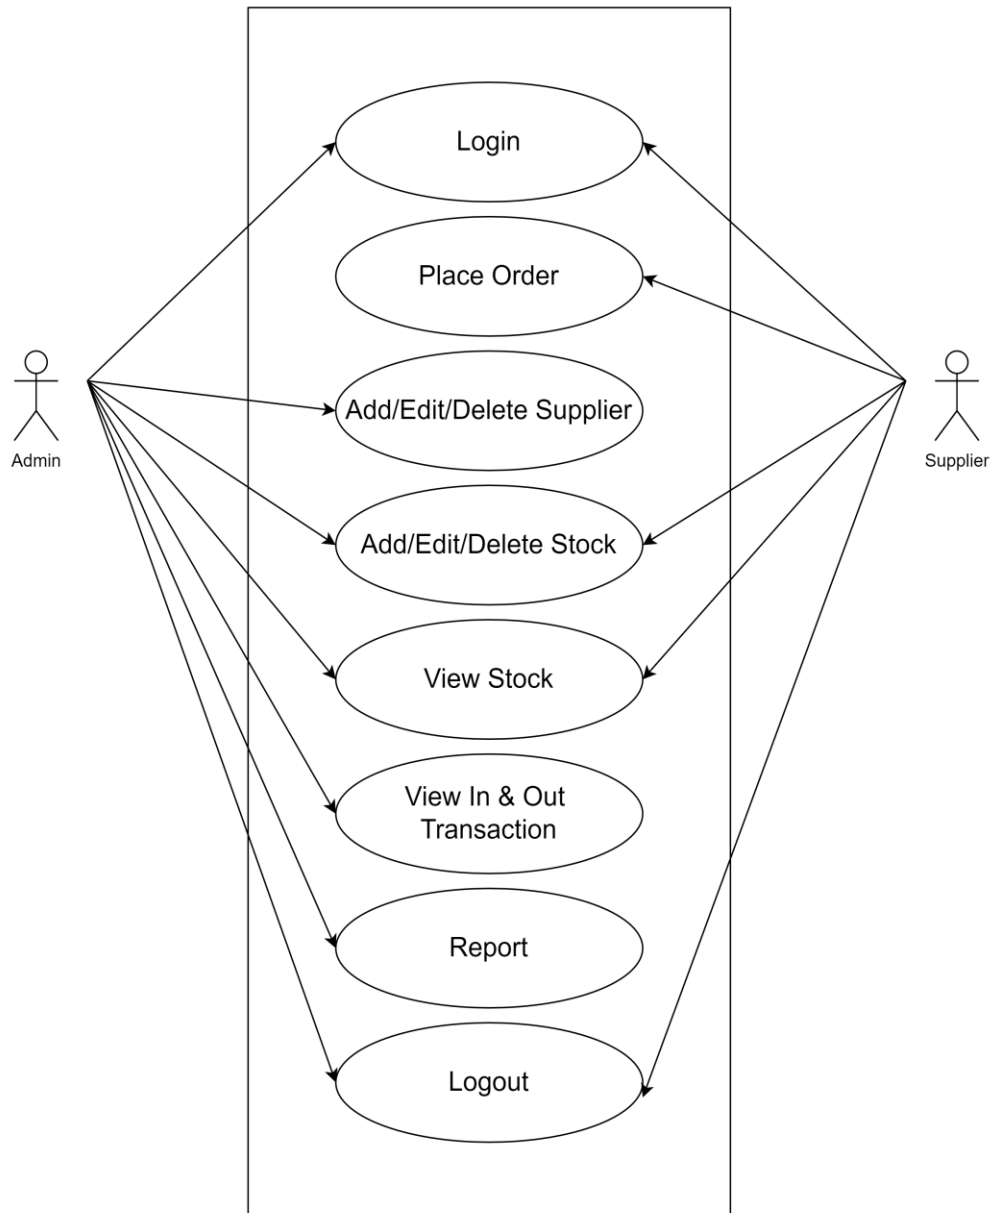 Login
Place Order
Add/Edit/Delete Supplier
Admin
Supplier
Add/Edit/Delete Stock
View Stock
View In & Out
Transaction
Report
Logout